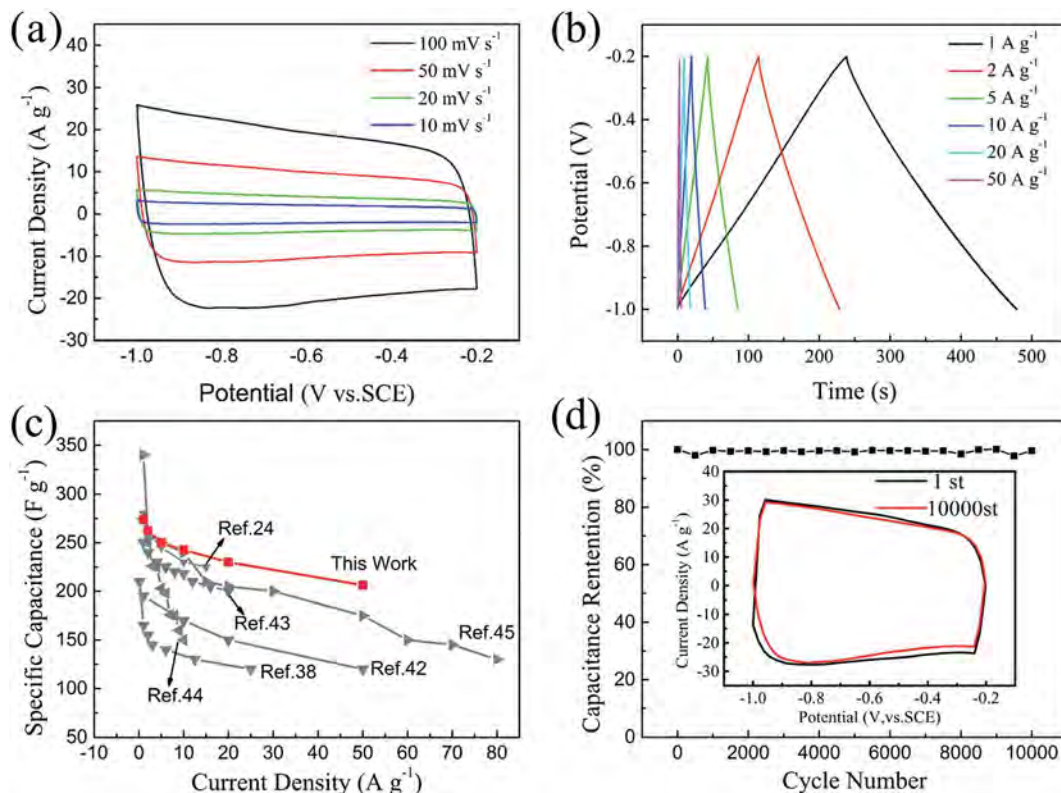 (a)
100 mV s⁻¹
50 mV s⁻¹
20 mV s⁻¹
10 mV s⁻¹
40
30
20
10
0
-10
-20
-30
Current Density (A g⁻¹)
-1.0 -0.8 -0.6 -0.4 -0.2
Potential (V vs.SCE)
(b)
1 A g⁻¹
2 A g⁻¹
5 A g⁻¹
10 A g⁻¹
20 A g⁻¹
50 A g⁻¹
-0.2
-0.4
-0.6
-0.8
-1.0
Potential (V)
0 100 200 300 400 500
Time (s)
(c)
350
300
250
200
150
100
50
Specific Capacitance (F g⁻¹)
Ref.24
This Work
Ref.43
Ref.45
Ref.42
Ref.38
Ref.44
-10 0 10 20 30 40 50 60 70 80
Current Density (A g⁻¹)
(d)
100
80
60
40
20
0
Capacitance Rentention (%)
1 st
10000st
40
30
20
10
0
-10
-20
-30
Current Density (A g⁻¹)
-1.0 -0.8 -0.6 -0.4 -0.2
Potential (V,vs.SCE)
0 2000 4000 6000 8000 10000
Cycle Number